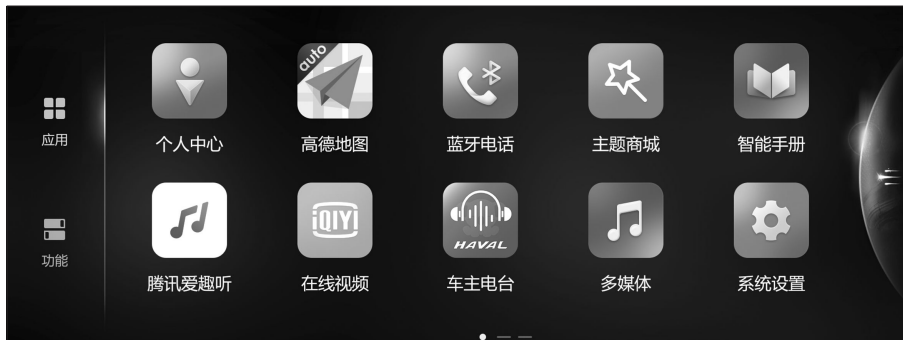 auto
个人中心
高德地图
蓝牙电话
主题商城
智能手册
应用
iQIYI
HAVAL
腾讯爱趣听
在线视频
车主电台
多媒体
系统设置
功能